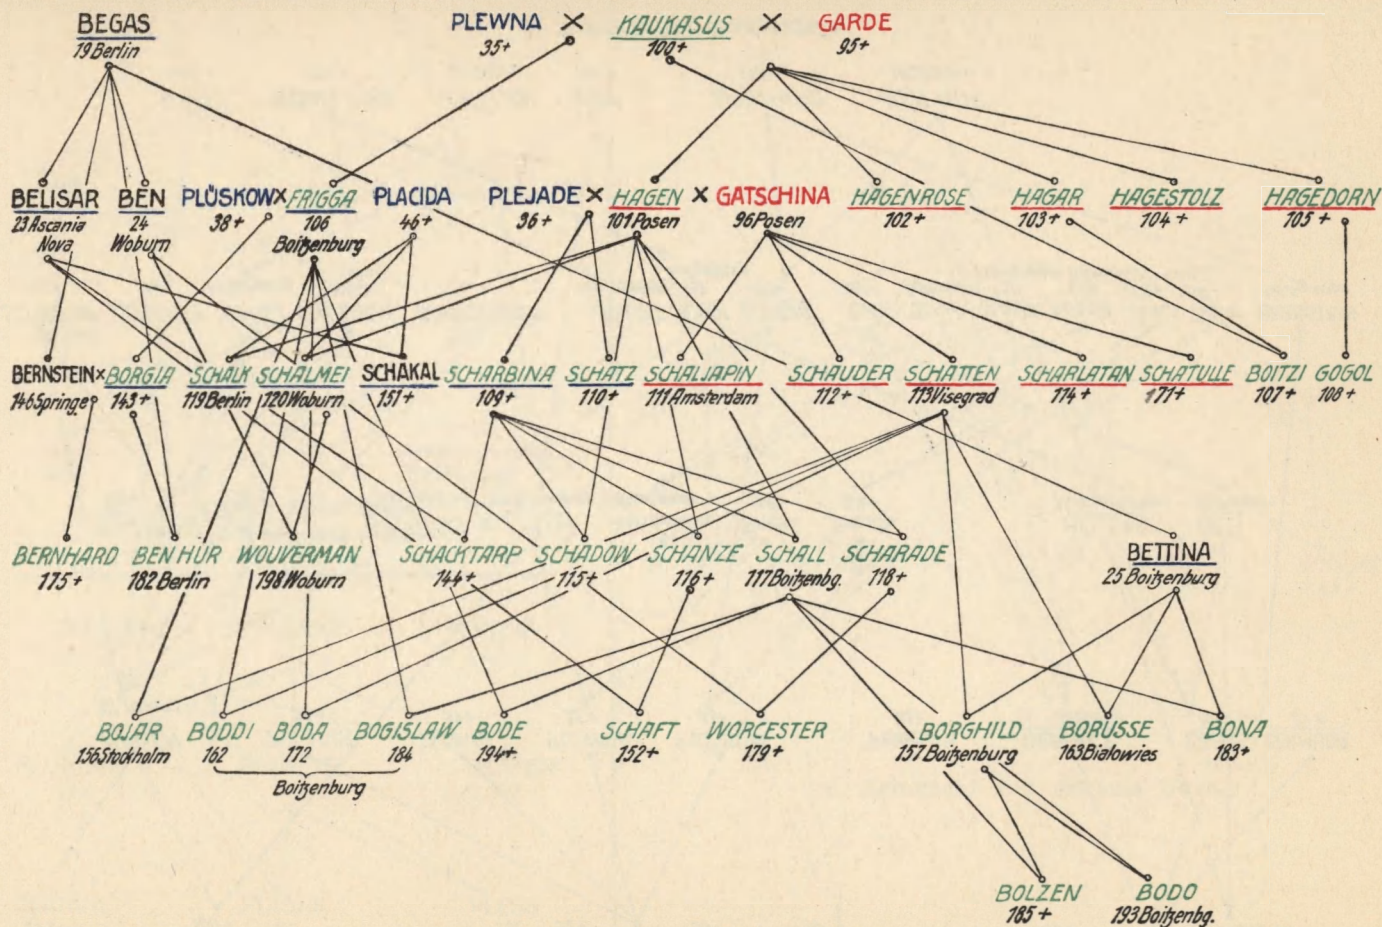 BEGAS PLEWNA × KAUKASUS × GARDE
19 Berlin 35+ 100+ 95+
BELISAR BEN PLÜSKOW × FRIGGA PLACIDA PLEJADE × HAGEN × GATSCHINA HAGENROSE HAGAR HAGESTOLZ HAGEDORN
23 Ascania 24 38+ 106 46+ 36+ 101 Posen 96 Posen 102+ 103+ 104+ 105+
Nova Woburn Boitzenburg
BERNSTEIN × BORGIA SCHALK SCHALMEI SCHAKAL SCHARBINA SCHATZ SCHALJAPIN SCHAUDER SCHATTEN SCHARLATAN SCHATULLE BOITZI GOGOL
146 Springe 143+ 119 Berlin 120 Woburn 151+ 109+ 110+ 111 Amsterdam 112+ 113 Visegrad 114+ 171+ 107+ 108+
BERNHARD BEN HUR WOUVERMAN SCHACKTARP SCHADOW SCHANZE SCHALL SCHARADE BETTINA
175+ 182 Berlin 198 Woburn 144+ 115+ 116+ 117 Boitzenbg. 118+ 25 Boitzenburg
BOJAR BODDI BODA BOGISLAW BODE SCHAFT WORCESTER BORGHILD BORUSSE BONA
156 Stockholm 162 172 184 194+ 152+ 179+ 157 Boitzenburg 163 Bialowies 183+
Boitzenburg
BOLZEN BODO
185+ 193 Boitzenbg.